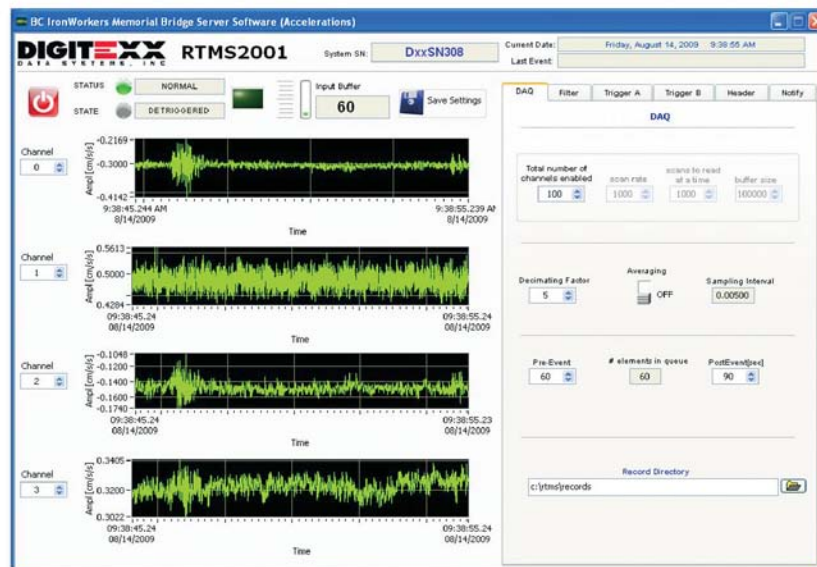 BC IronWorkers Memorial Bridge Server Software (Accelerations)
DIGITEXX
DATA SYSTEMS, INC
RTMS2001
System SN:
DxxSN308
Current Date:
Friday, August 14, 2009 9:38:55 AM
Last Event:
STATUS
NORMAL
STATE
DETRIGGERED
Input Buffer
60
Save Settings
DAQ
Filter
Trigger A
Trigger B
Header
Notify
DAQ
Total number of channels enabled
100
scan rate
1000
scans to read at a time
1000
buffer size
160000
Decimating Factor
5
Averaging
OFF
Sampling Interval
0.00500
Pre-Event
60
# elements in queue
60
PostEvent[sec]
90
Record Directory
c:\rtms\records
Channel
0
Ampl [cm/s/s]
-0.2169
-0.3000
-0.4142
9:38:45.244 AM
8/14/2009
9:38:55.239 AM
8/14/2009
Time
Channel
1
Ampl [cm/s/s]
0.5613
0.5000
0.4284
09:38:45.24
08/14/2009
09:38:55.24
08/14/2009
Time
Channel
2
Ampl [cm/s/s]
-0.1048
-0.1200
-0.1400
-0.1600
-0.1740
09:38:45.24
08/14/2009
09:38:55.23
08/14/2009
Time
Channel
3
Ampl [cm/s/s]
0.3405
0.3200
0.3022
09:38:45.24
08/14/2009
09:38:55.24
08/14/2009
Time